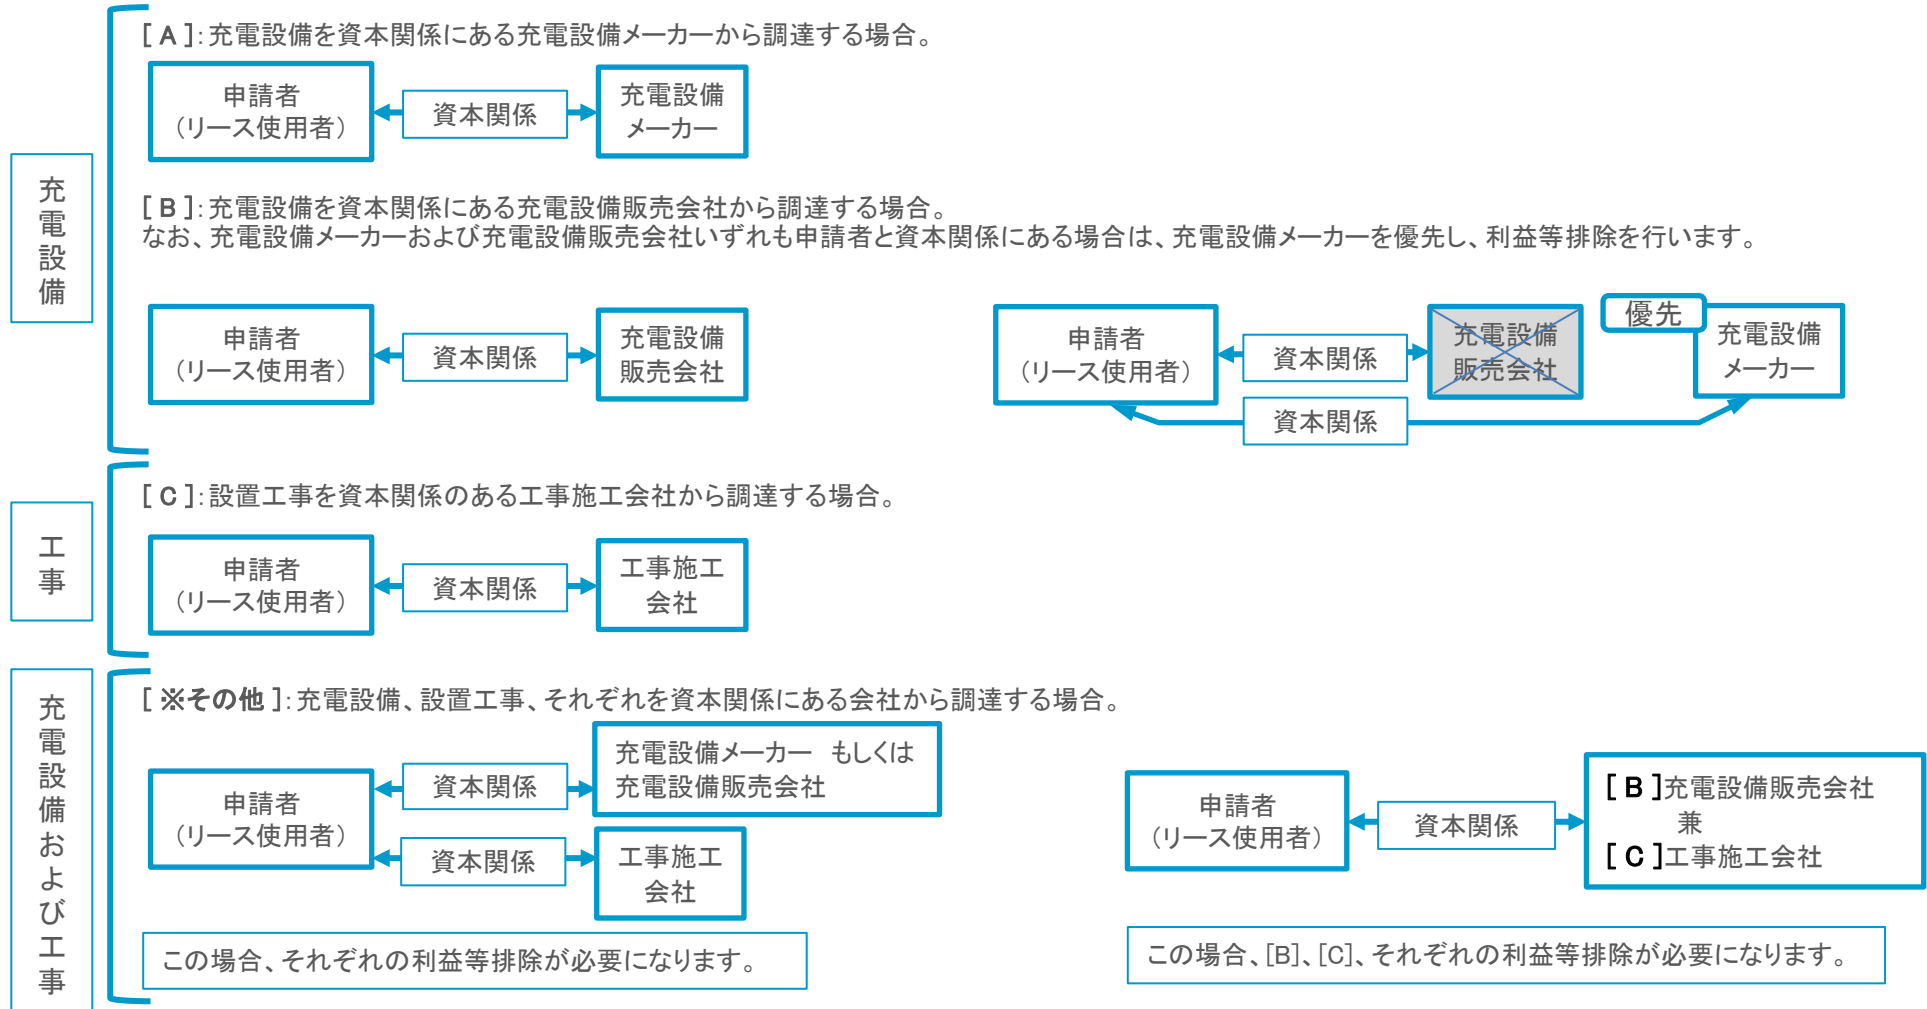 充電設備
[ A ]:充電設備を資本関係にある充電設備メーカーから調達する場合。
申請者
(リース使用者)
資本関係
充電設備
メーカー
[ B ]:充電設備を資本関係にある充電設備販売会社から調達する場合。
なお、充電設備メーカーおよび充電設備販売会社いずれも申請者と資本関係にある場合は、充電設備メーカーを優先し、利益等排除を行います。
申請者
(リース使用者)
資本関係
充電設備
販売会社
申請者
(リース使用者)
資本関係
充電設備
販売会社
優先
充電設備
メーカー
資本関係
工事
[ C ]:設置工事を資本関係のある工事施工会社から調達する場合。
申請者
(リース使用者)
資本関係
工事施工
会社
充電設備および工事
[ ※その他 ]:充電設備、設置工事、それぞれを資本関係にある会社から調達する場合。
申請者
(リース使用者)
資本関係
充電設備メーカー もしくは
充電設備販売会社
資本関係
工事施工
会社
この場合、それぞれの利益等排除が必要になります。
申請者
(リース使用者)
資本関係
[ B ]充電設備販売会社
兼
[ C ]工事施工会社
この場合、[B]、[C]、それぞれの利益等排除が必要になります。